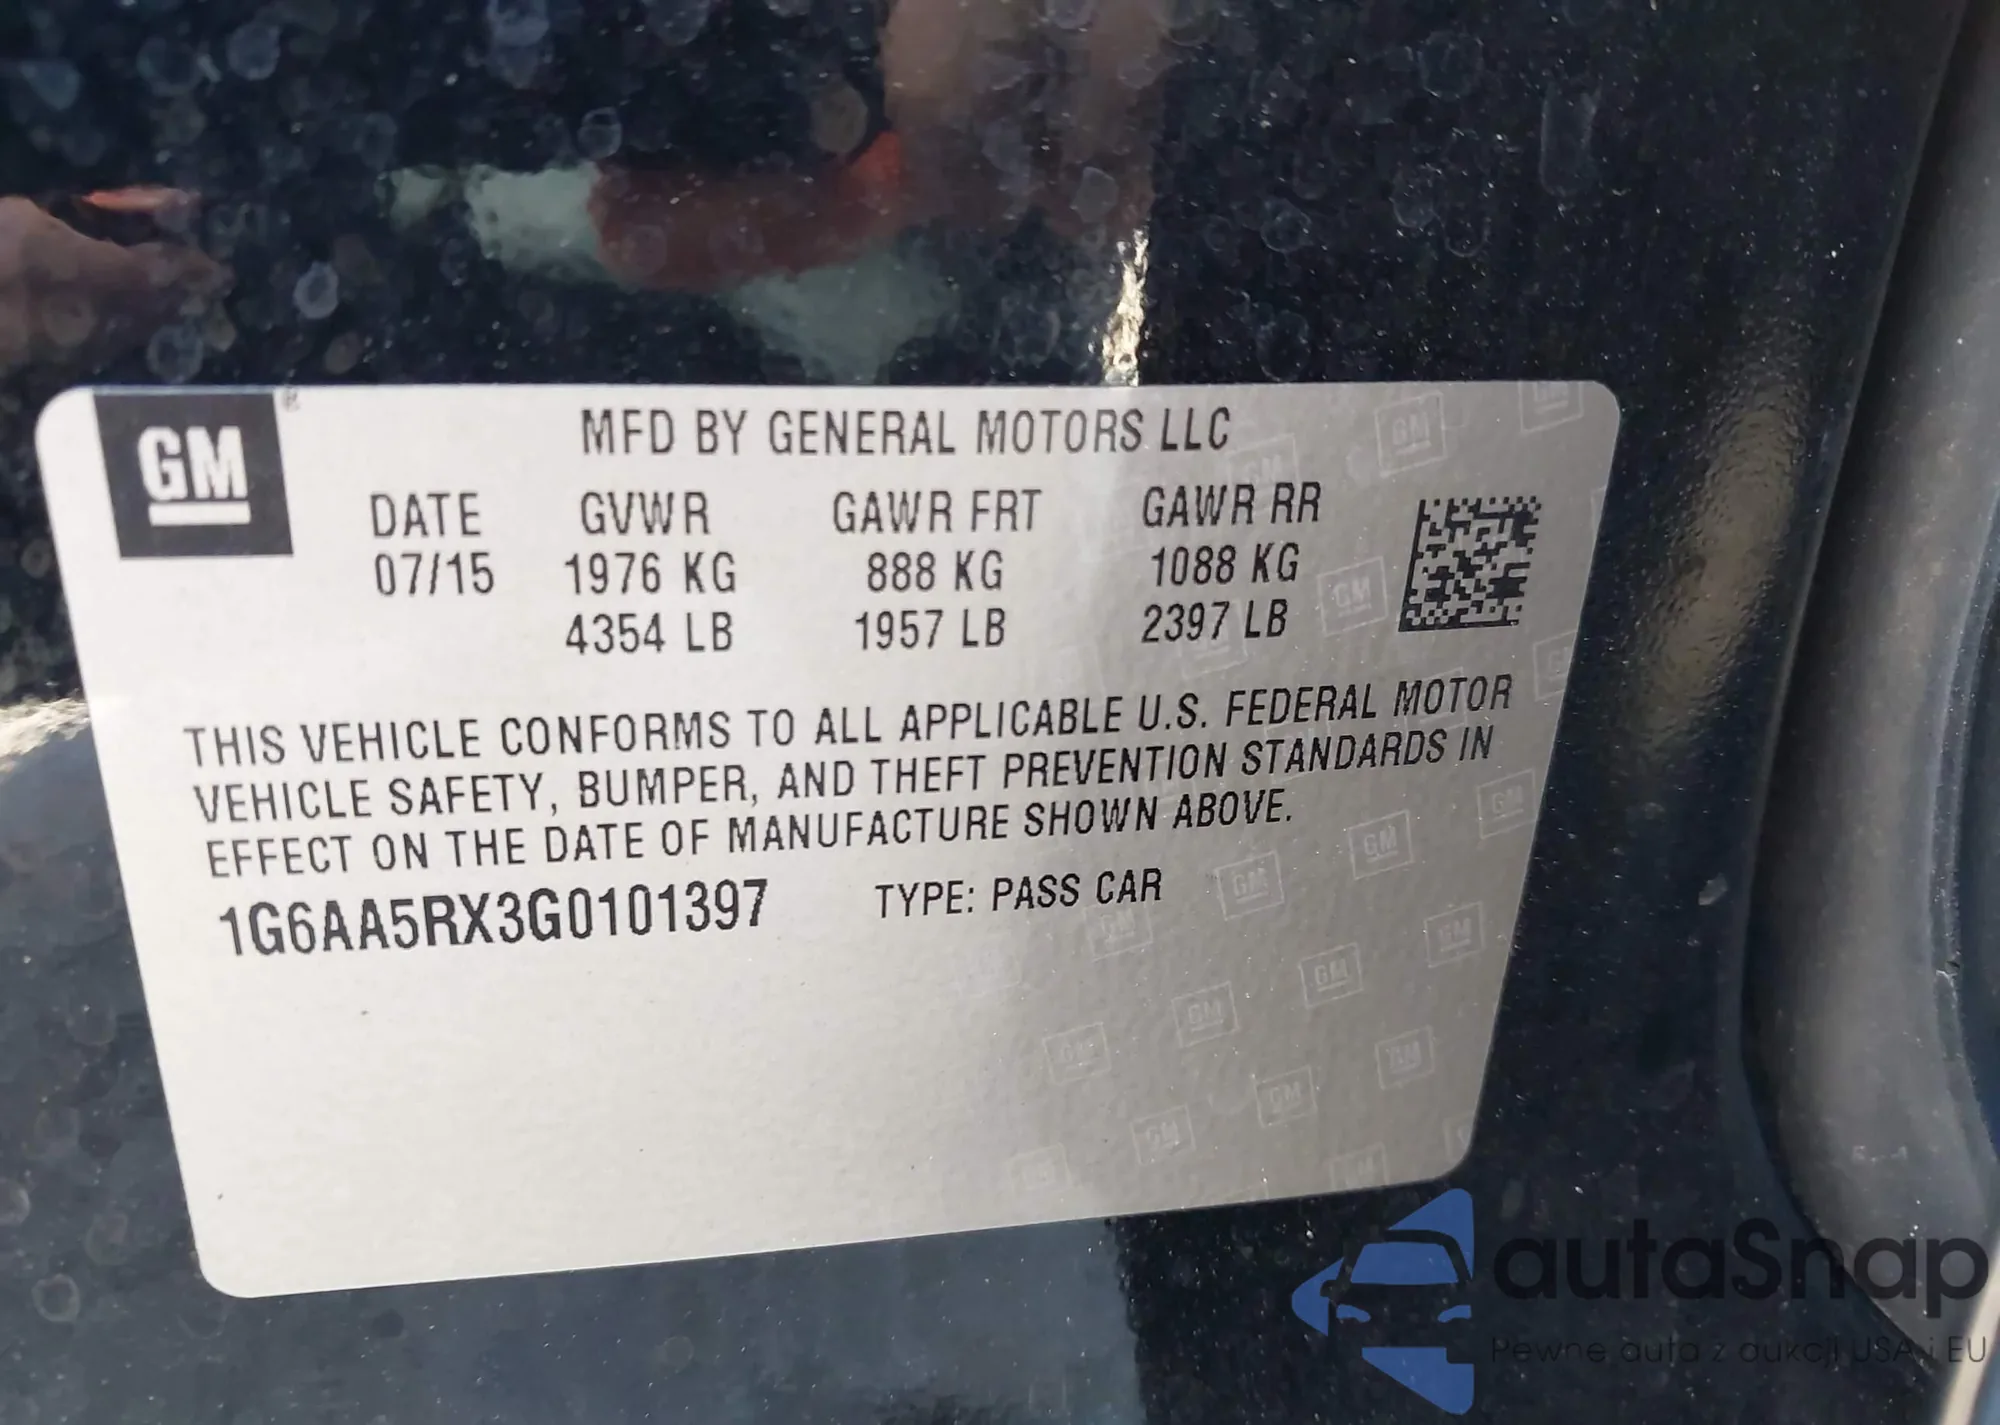 GM ®
MFD BY GENERAL MOTORS LLC
DATE GVWR GAWR FRT GAWR RR
07/15 1976 KG 888 KG 1088 KG
4354 LB 1957 LB 2397 LB
THIS VEHICLE CONFORMS TO ALL APPLICABLE U.S. FEDERAL MOTOR
VEHICLE SAFETY, BUMPER, AND THEFT PREVENTION STANDARDS IN
EFFECT ON THE DATE OF MANUFACTURE SHOWN ABOVE.
1G6AA5RX3G0101397 TYPE: PASS CAR
autaSnap
Pewne auta z aukcji USA i EU